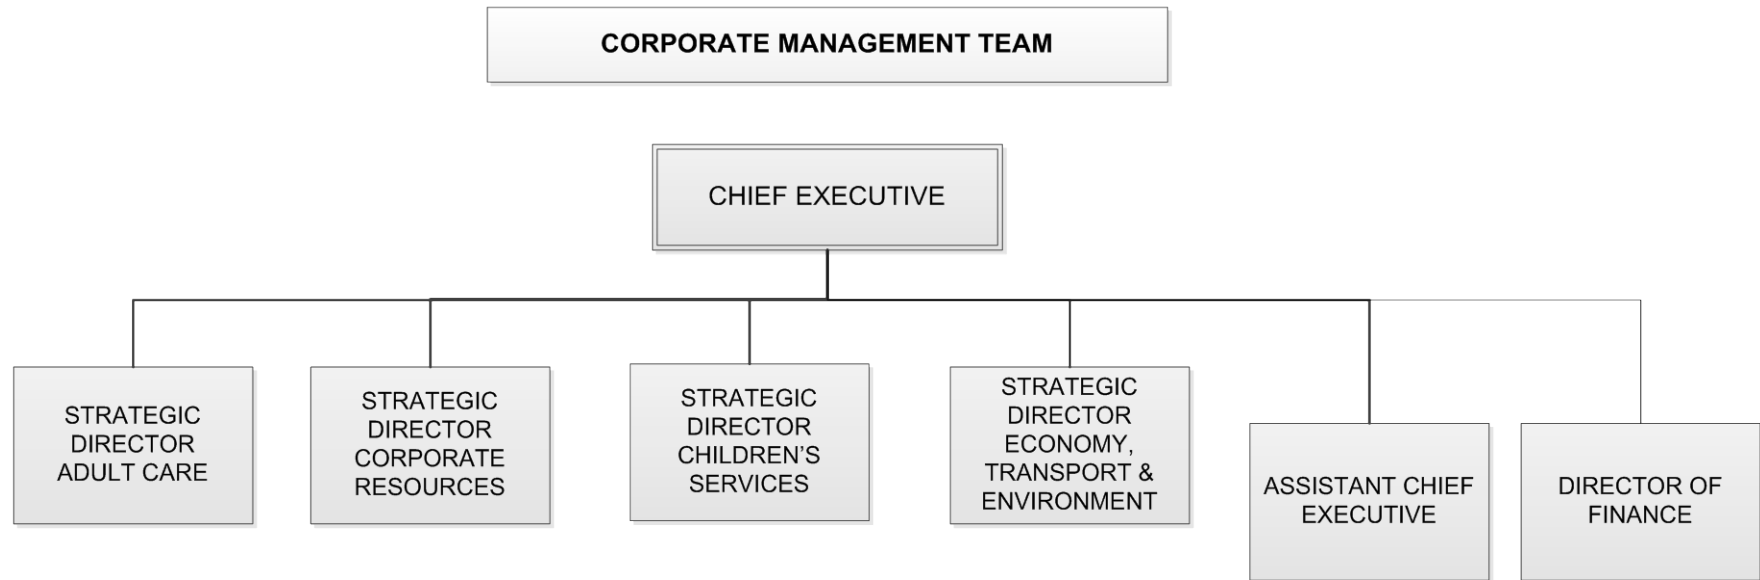 CORPORATE MANAGEMENT TEAM
CHIEF EXECUTIVE
STRATEGIC
DIRECTOR
ADULT CARE
STRATEGIC
DIRECTOR
CORPORATE
RESOURCES
STRATEGIC
DIRECTOR
CHILDREN’S
SERVICES
STRATEGIC
DIRECTOR
ECONOMY,
TRANSPORT &
ENVIRONMENT
ASSISTANT CHIEF
EXECUTIVE
DIRECTOR OF
FINANCE